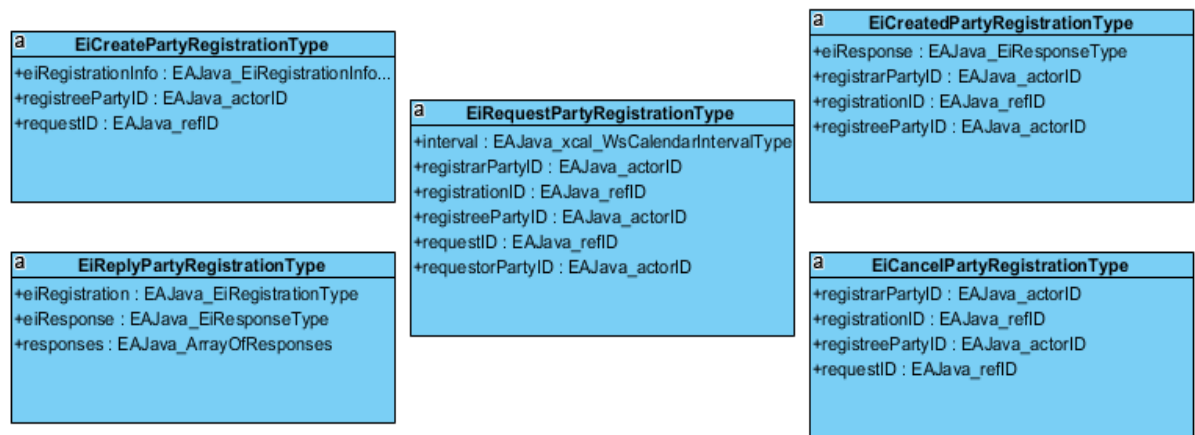 a
EiCreatePartyRegistrationType
+eiRegistrationInfo : EAJava_EiRegistrationInfo...
+registreePartyID : EAJava_actorID
+requestID : EAJava_refID
a
EiReplyPartyRegistrationType
+eiRegistration : EAJava_EiRegistrationType
+eiResponse : EAJava_EiResponseType
+responses : EAJava_ArrayOfResponses
a
EiRequestPartyRegistrationType
+interval : EAJava_xcal_WsCalendarIntervalType
+registrarPartyID : EAJava_actorID
+registrationID : EAJava_refID
+registreePartyID : EAJava_actorID
+requestID : EAJava_refID
+requestorPartyID : EAJava_actorID
a
EiCreatedPartyRegistrationType
+eiResponse : EAJava_EiResponseType
+registrarPartyID : EAJava_actorID
+registrationID : EAJava_refID
+registreePartyID : EAJava_actorID
a
EiCancelPartyRegistrationType
+registrarPartyID : EAJava_actorID
+registrationID : EAJava_refID
+registreePartyID : EAJava_actorID
+requestID : EAJava_refID